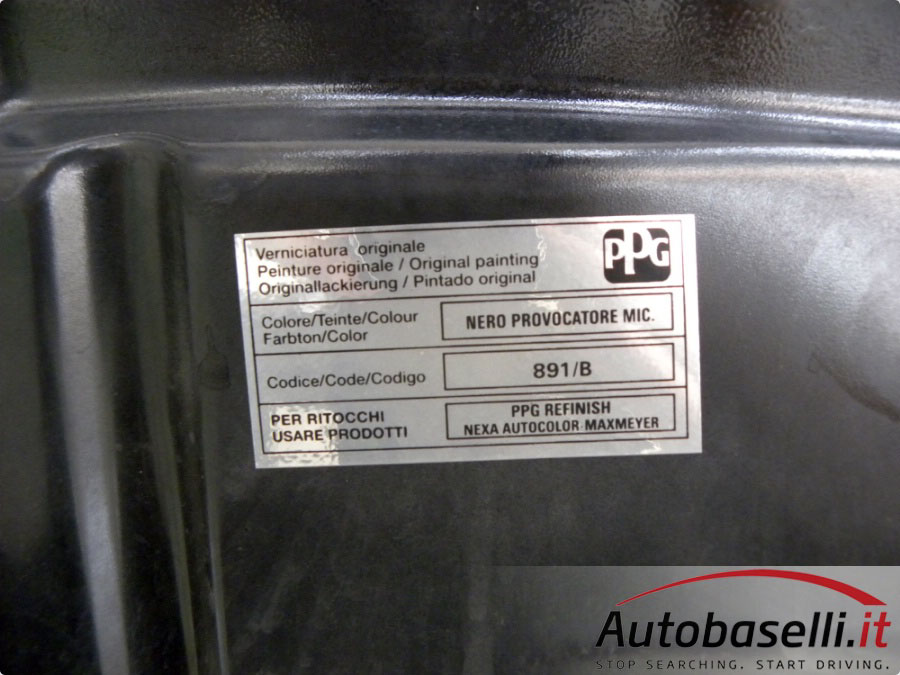 Verniciatura originale
Peinture originale / Original painting
Originallackierung / Pintado original
PPG
Colore/Teinte/Colour
Farbton/Color
NERO PROVOCATORE MIC.
Codice/Code/Codigo
891/B
PER RITOCCHI
USARE PRODOTTI
PPG REFINISH
NEXA AUTOCOLOR-MAXMEYER
Autobaselli.it
STOP SEARCHING. START DRIVING.